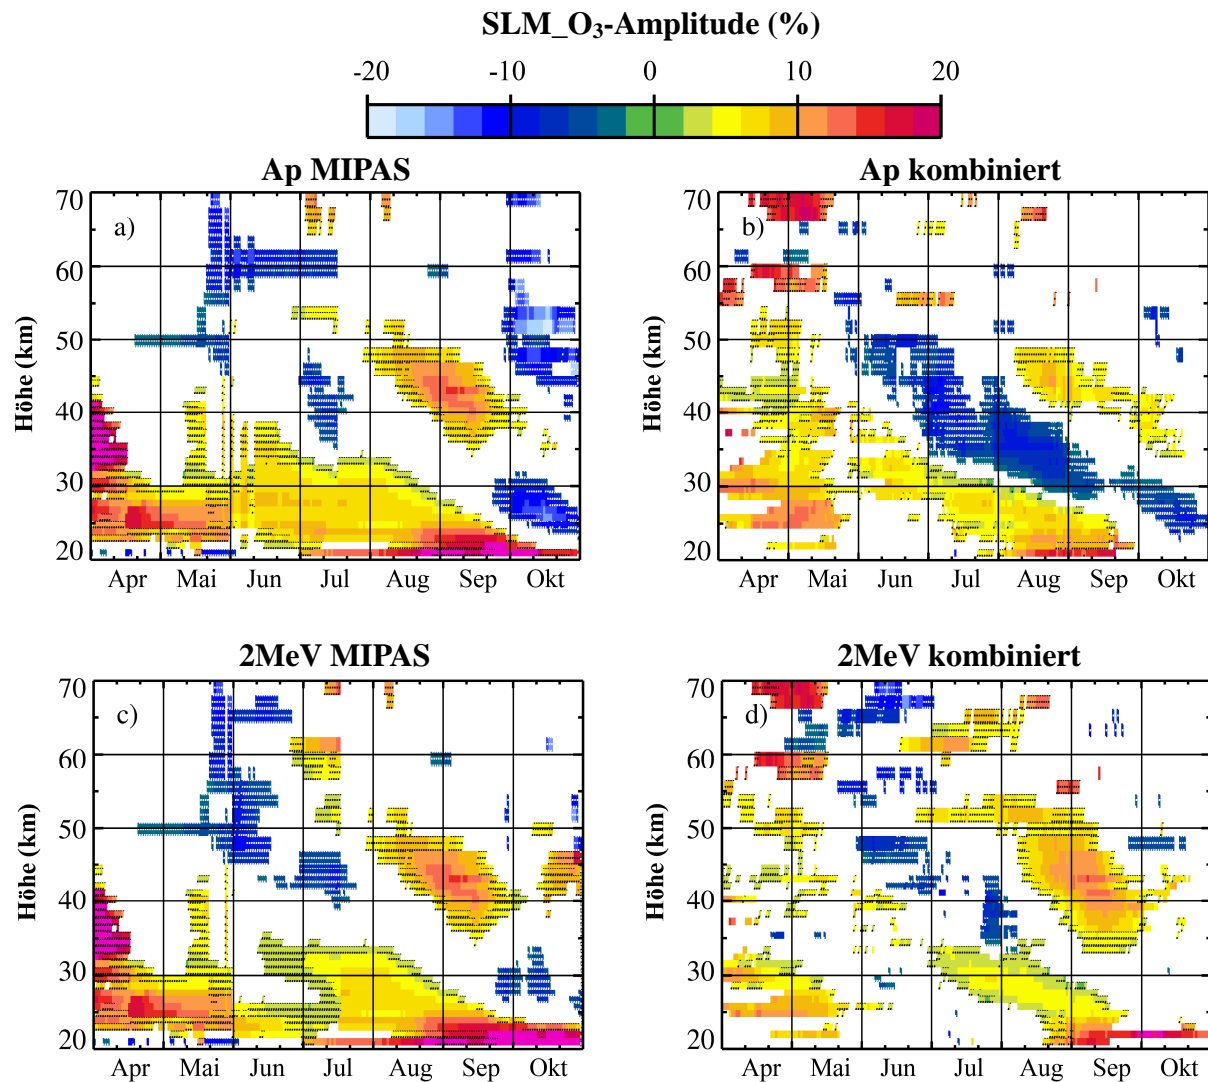 SLM_O₃-Amplitude (%)
-20 -10 0 10 20
Ap MIPAS
Ap kombiniert
a)
70
60
50
40
30
20
Höhe (km)
Apr Mai Jun Jul Aug Sep Okt
b)
70
60
50
40
30
20
Höhe (km)
Apr Mai Jun Jul Aug Sep Okt
2MeV MIPAS
2MeV kombiniert
c)
70
60
50
40
30
20
Höhe (km)
Apr Mai Jun Jul Aug Sep Okt
d)
70
60
50
40
30
20
Höhe (km)
Apr Mai Jun Jul Aug Sep Okt